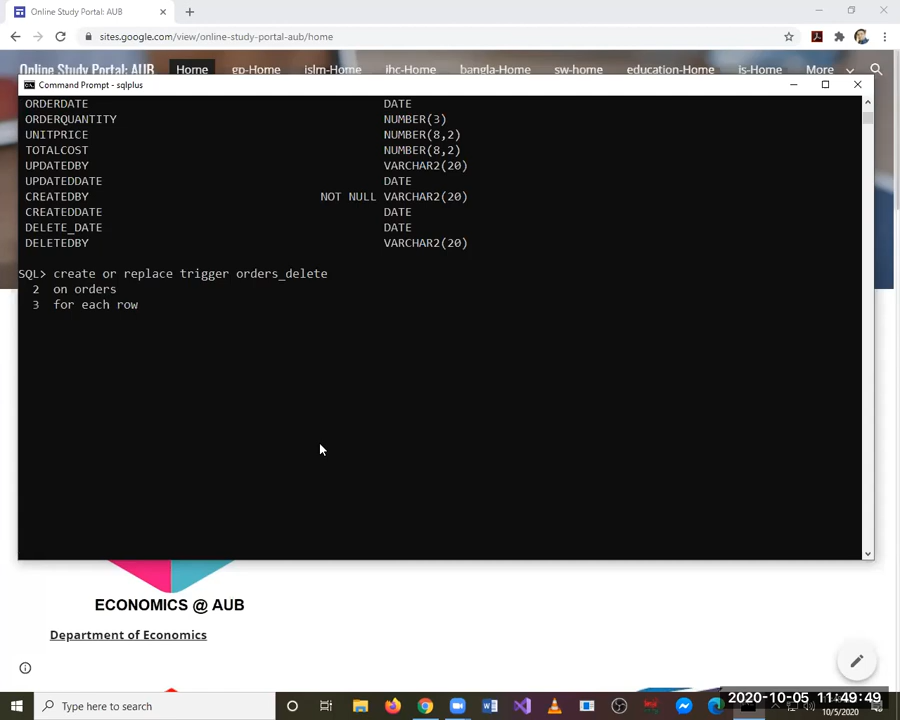 Online Study Portal: AUB
sites.google.com/view/online-study-portal-aub/home
Online Study Portal: AUB Home gp-Home islm-Home ihc-Home bangla-Home sw-home education-Home is-Home More
Command Prompt - sqlplus
ORDERDATE DATE
ORDERQUANTITY NUMBER(3)
UNITPRICE NUMBER(8,2)
TOTALCOST NUMBER(8,2)
UPDATEDBY VARCHAR2(20)
UPDATEDDATE DATE
CREATEDBY NOT NULL VARCHAR2(20)
CREATEDDATE DATE
DELETE_DATE DATE
DELETEDBY VARCHAR2(20)
SQL> create or replace trigger orders_delete
2 on orders
3 for each row
ECONOMICS @ AUB
Department of Economics
Type here to search
2020-10-05 11:49:49
10/5/2020